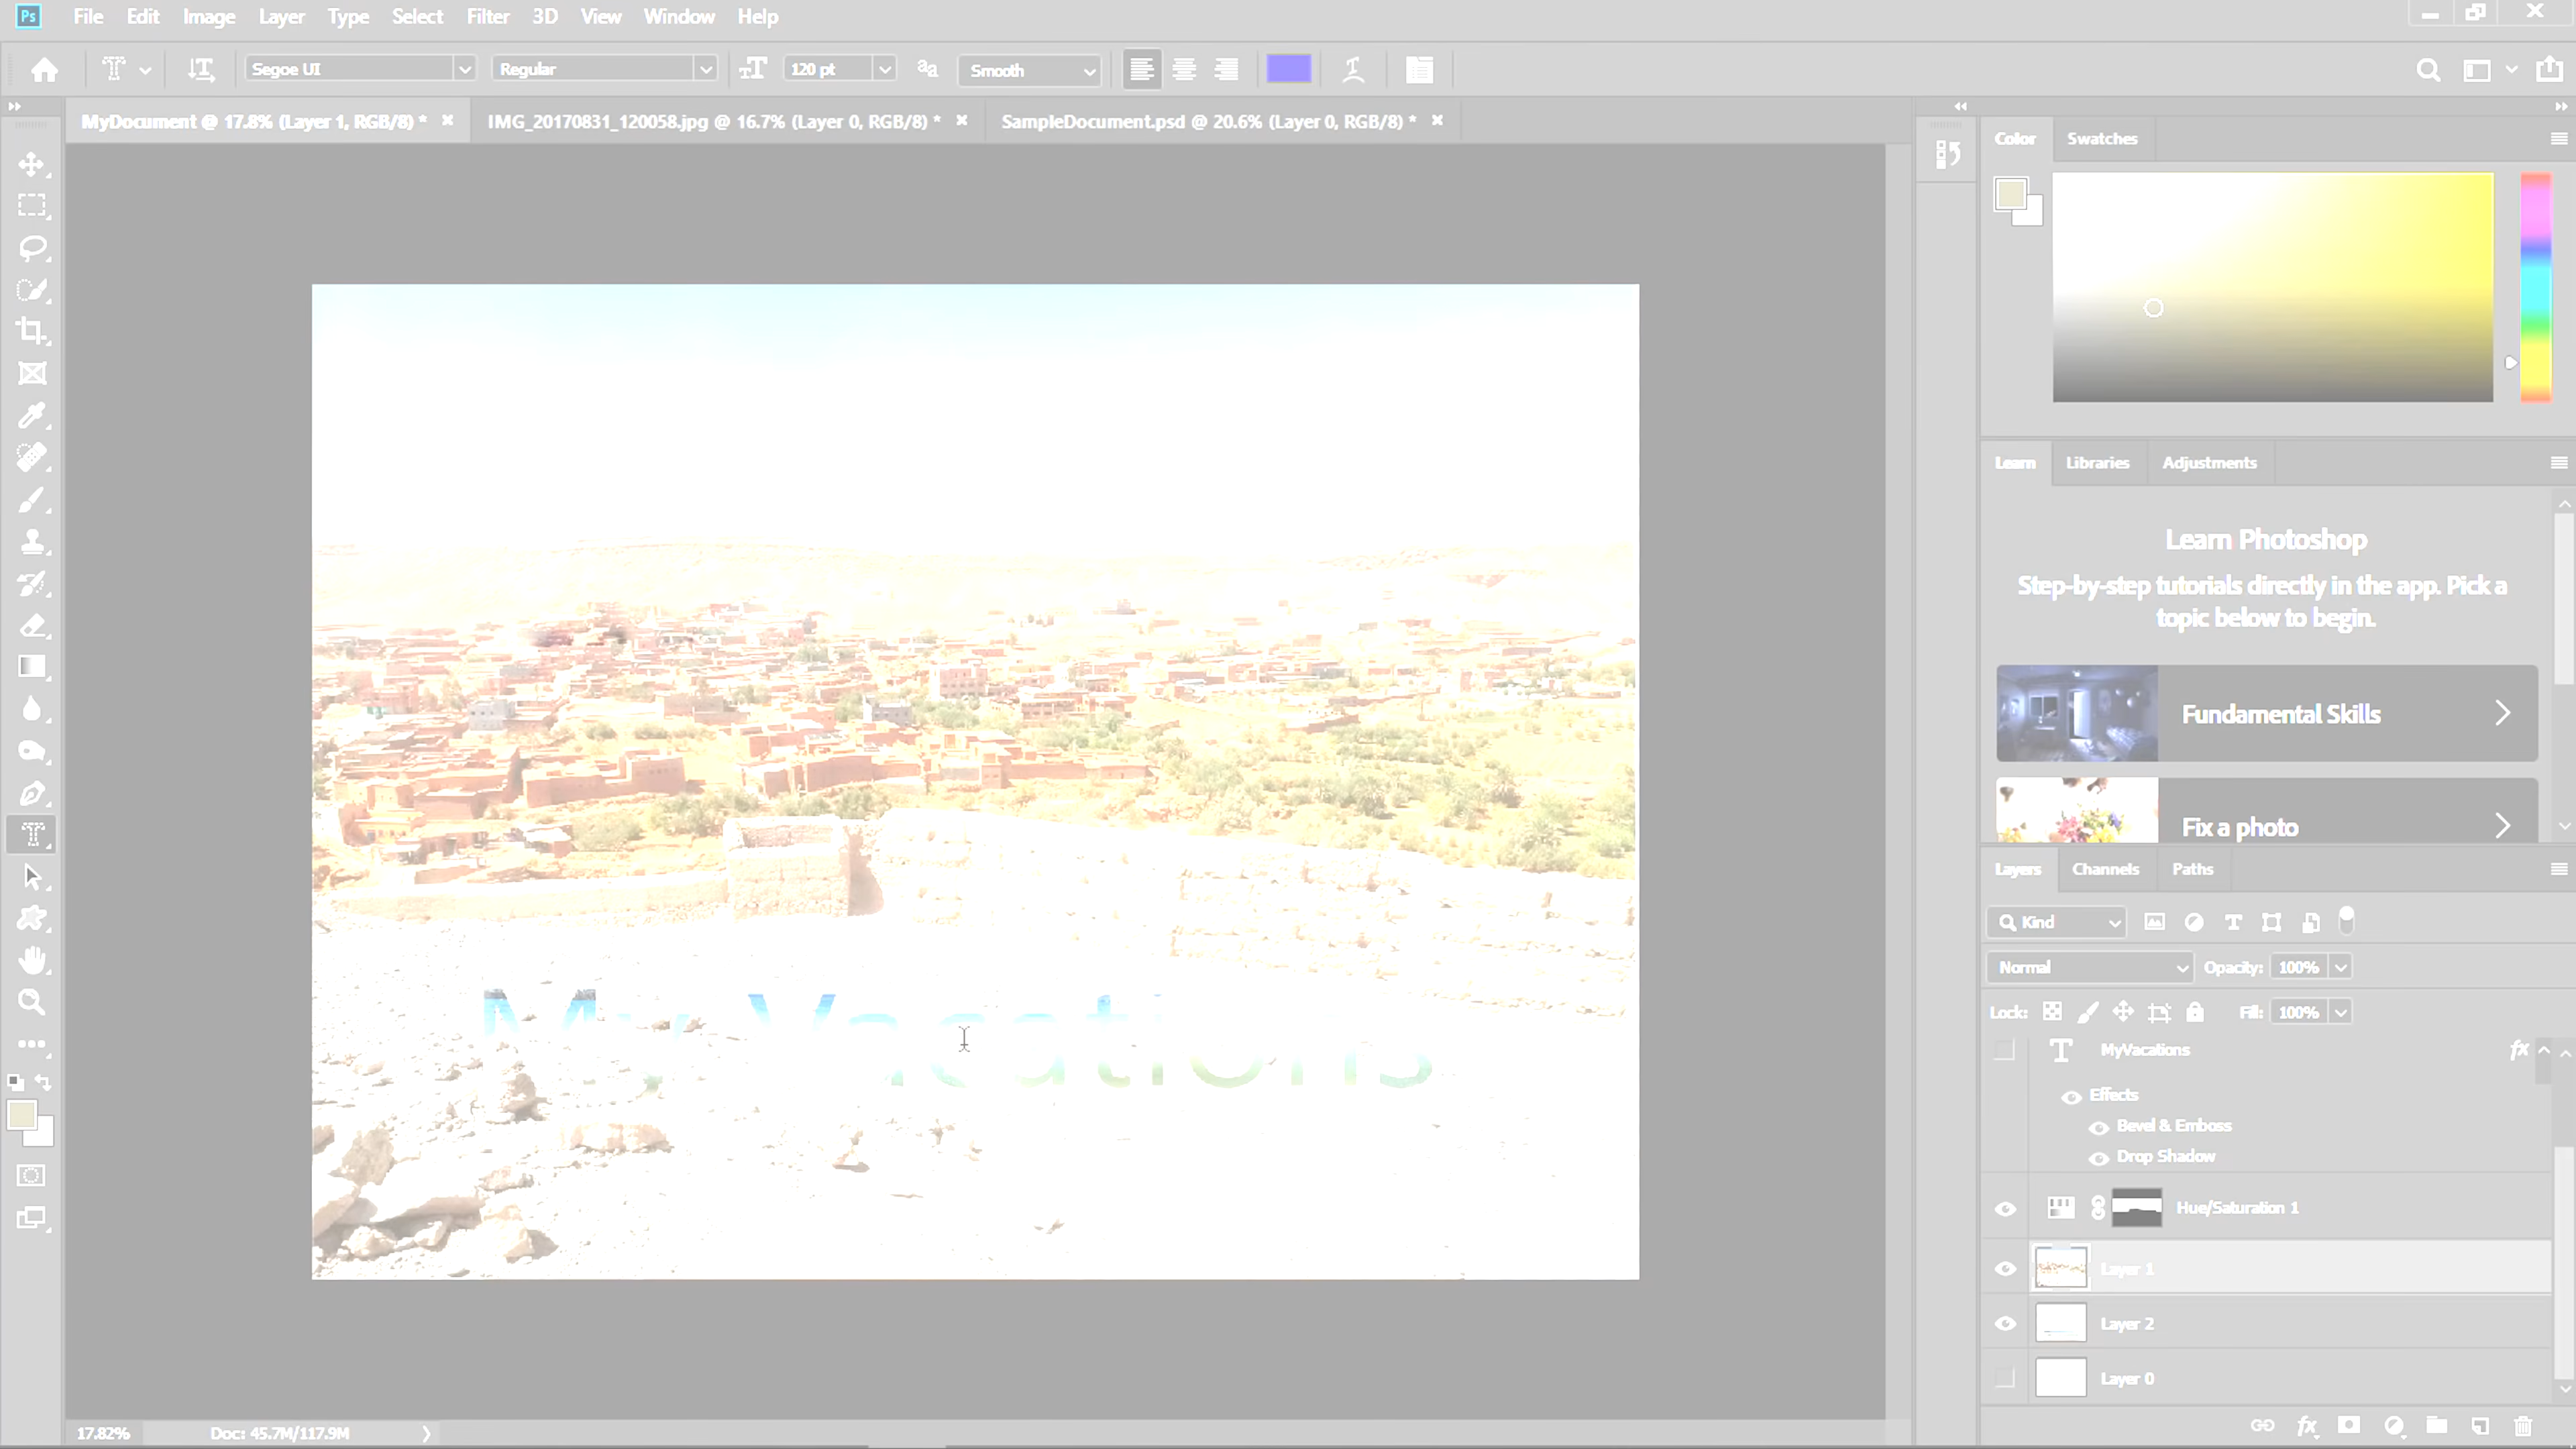 Ps File Edit Image Layer Type Select Filter 3D View Window Help
Segoe UI Regular 120 pt Smooth
MyDocument @ 17.8% (Layer 1, RGB/8) * IMG_20170831_120058.jpg @ 16.7% (Layer 0, RGB/8) * SampleDocument.psd @ 20.6% (Layer 0, RGB/8) *
Color Swatches
Learn Libraries Adjustments
Learn Photoshop
Step-by-step tutorials directly in the app. Pick a
topic below to begin.
Fundamental Skills
Fix a photo
Layers Channels Paths
Kind
Normal Opacity: 100%
Lock: Fill: 100%
My Vacations
MyVacations fx
Effects
Bevel & Emboss
Drop Shadow
Hue/Saturation 1
Layer 1
Layer 2
Layer 0
17.82% Doc: 45.7M/117.9M